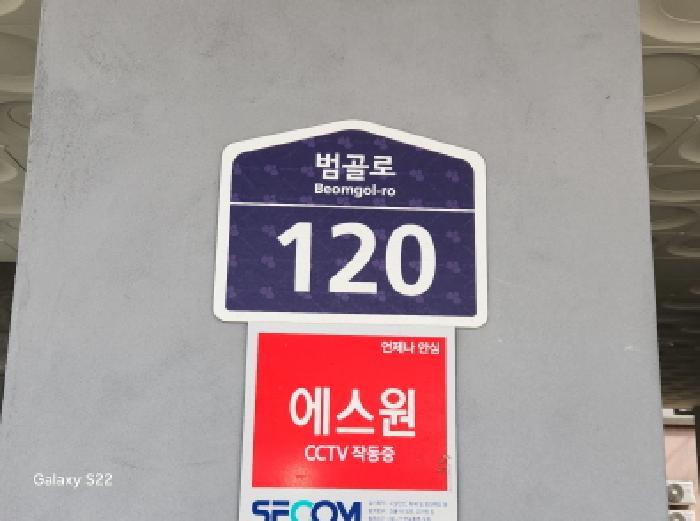 범골로
Beomgol-ro
120
언제나 안심
에스원
CCTV 작동중
SECOM
Galaxy S22